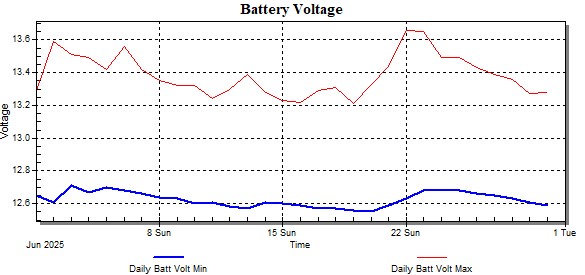 Battery Voltage
13.6
13.4
13.2
13.0
12.8
12.6
Voltage
8 Sun
15 Sun
22 Sun
1 Tue
Jun 2025
Time
Daily Batt Volt Min
Daily Batt Volt Max